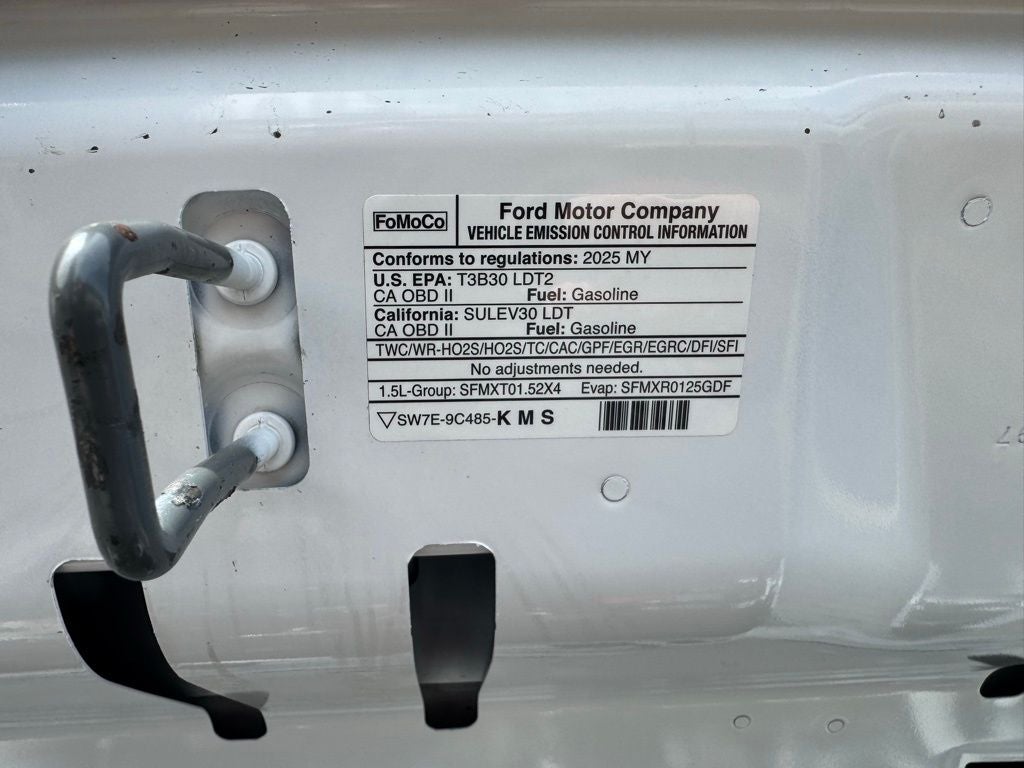 FoMoCo
Ford Motor Company
VEHICLE EMISSION CONTROL INFORMATION
Conforms to regulations: 2025 MY
U.S. EPA: T3B30 LDT2
CA OBD II Fuel: Gasoline
California: SULEV30 LDT
CA OBD II Fuel: Gasoline
TWC/WR-HO2S/HO2S/TC/CAC/GPF/EGR/EGRC/DFI/SFI
No adjustments needed.
1.5L-Group: SFMXT01.52X4 Evap: SFMXR0125GDF
SW7E-9C485-K M S